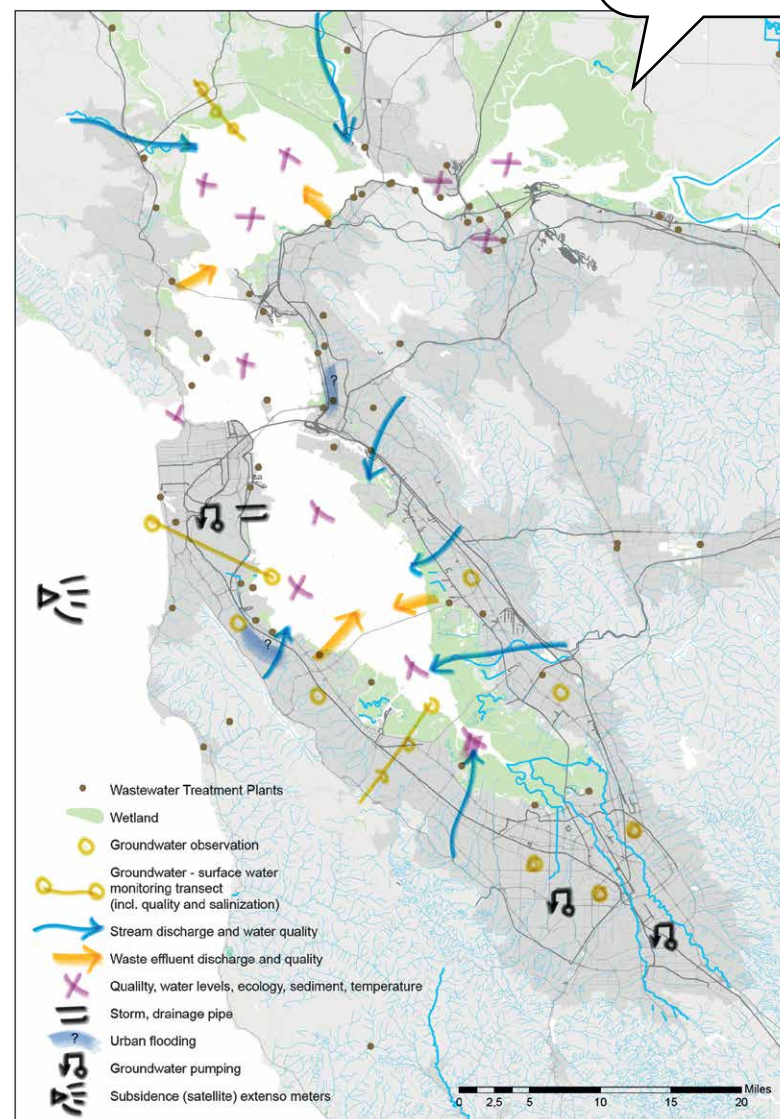 ?
?
Wastewater Treatment Plants
Wetland
Groundwater observation
Groundwater - surface water
monitoring transect
(incl. quality and salinization)
Stream discharge and water quality
Waste effluent discharge and quality
Qualilty, water levels, ecology, sediment, temperature
Storm, drainage pipe
? Urban flooding
Groundwater pumping
Subsidence (satellite) extenso meters
Miles
0 2,5 5 10 15 20